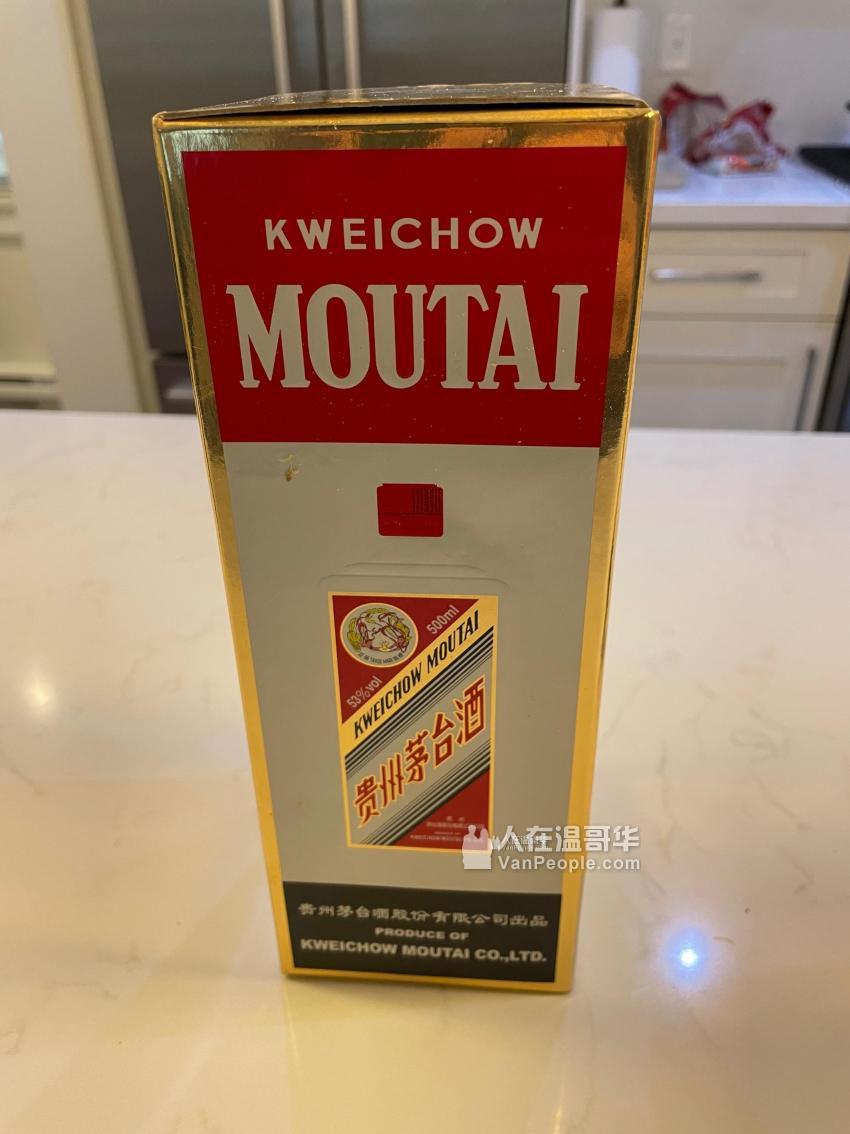 KWEICHOW
MOUTAI
500ml
53%vol
KWEICHOW MOUTAI
贵州茅台酒
人在温哥华
VanPeople.com
贵州茅台酒股份有限公司出品
PRODUCE OF
KWEICHOW MOUTAI CO.,LTD.